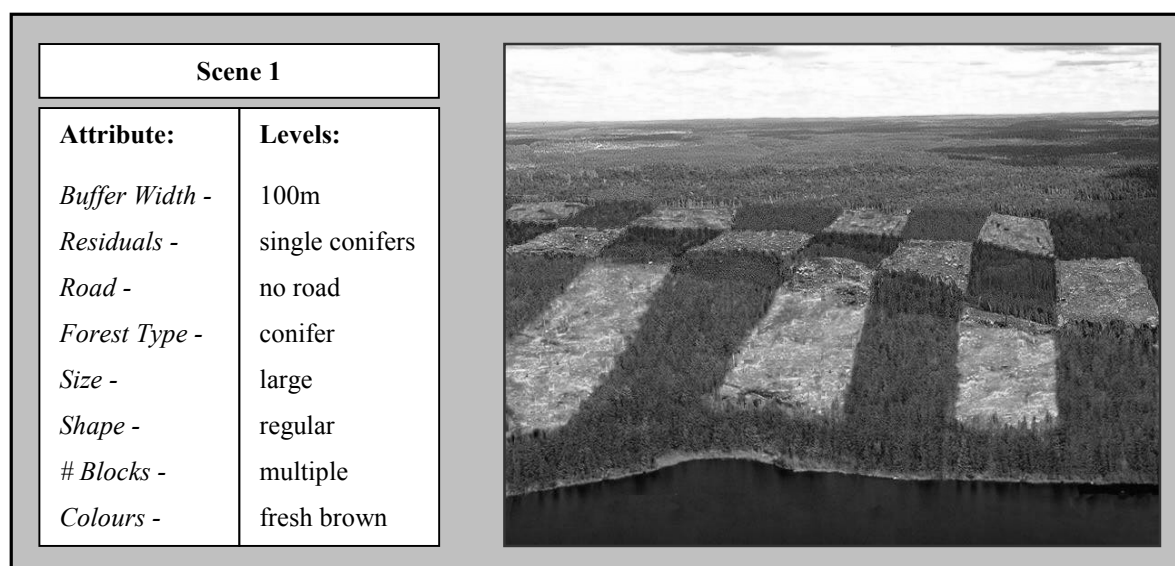 Scene 1
Attribute: Levels:
Buffer Width - 100m
Residuals - single conifers
Road - no road
Forest Type - conifer
Size - large
Shape - regular
# Blocks - multiple
Colours - fresh brown